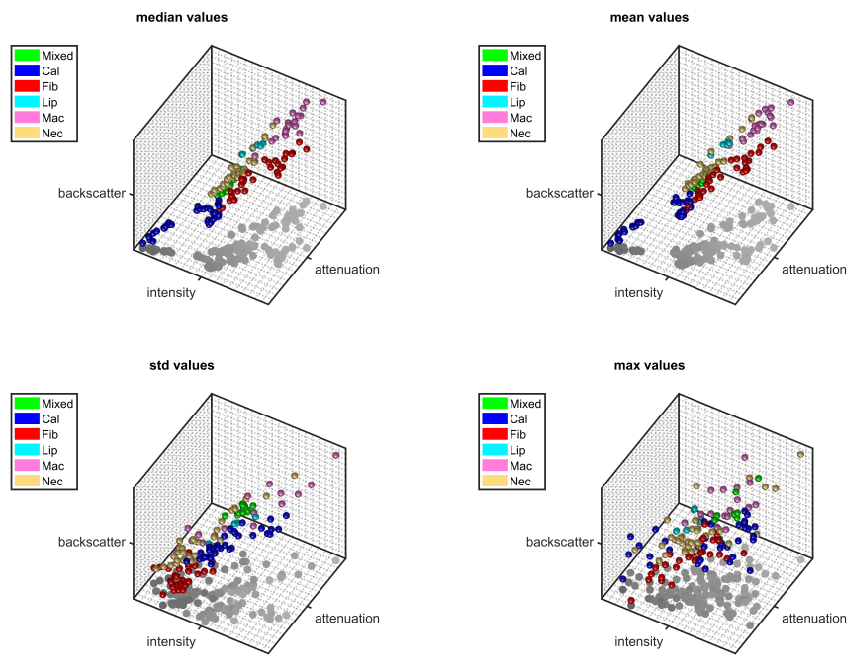 median values
Mixed
Cal
Fib
Lip
Mac
Nec
backscatter
intensity
attenuation
mean values
Mixed
Cal
Fib
Lip
Mac
Nec
backscatter
intensity
attenuation
std values
Mixed
Cal
Fib
Lip
Mac
Nec
backscatter
intensity
attenuation
max values
Mixed
Cal
Fib
Lip
Mac
Nec
backscatter
intensity
attenuation